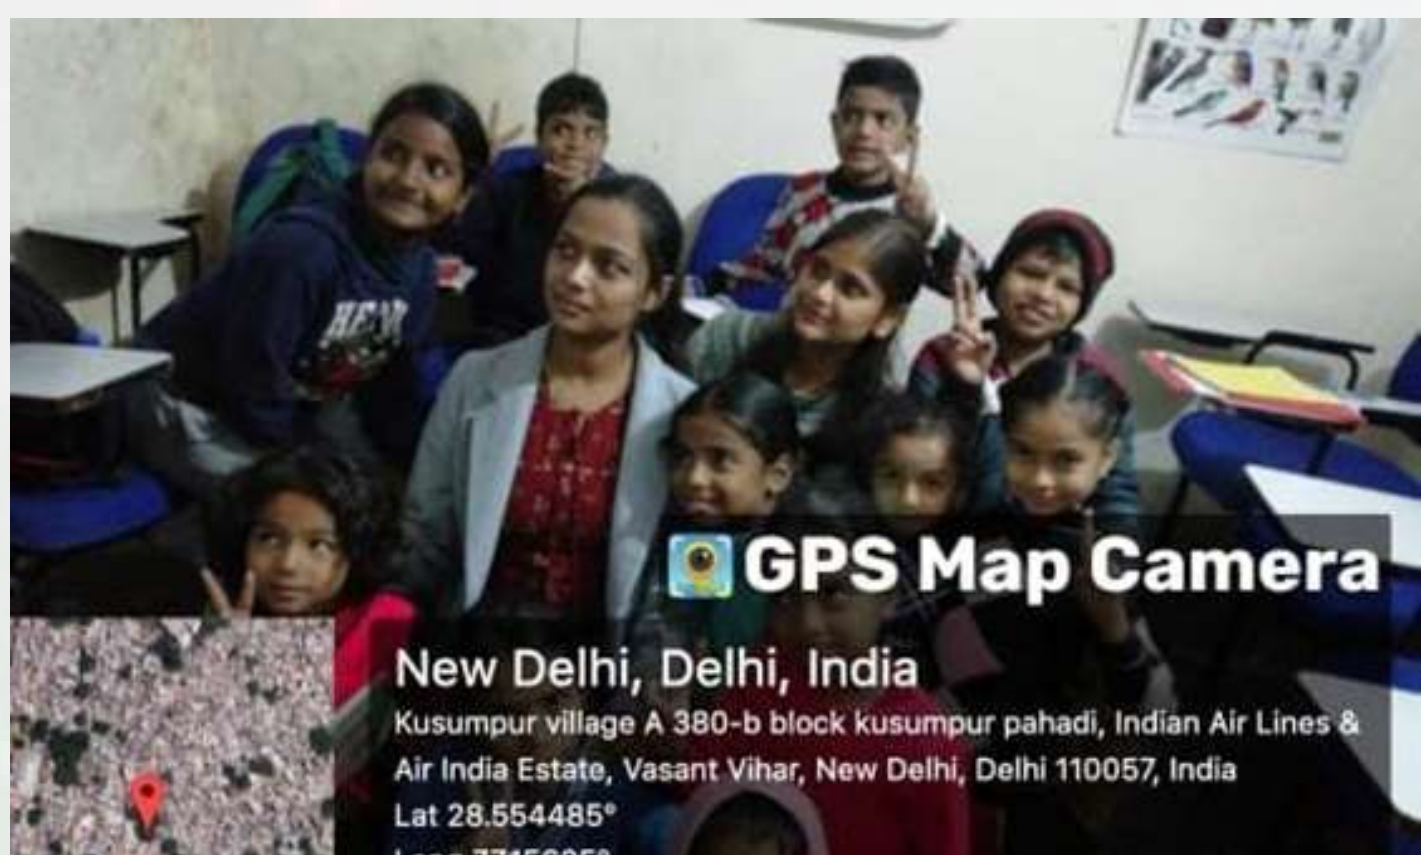 HE
GPS Map Camera
New Delhi, Delhi, India
Kusumpur village A 380-b block kusumpur pahadi, Indian Air Lines &
Air India Estate, Vasant Vihar, New Delhi, Delhi 110057, India
Lat 28.554485°